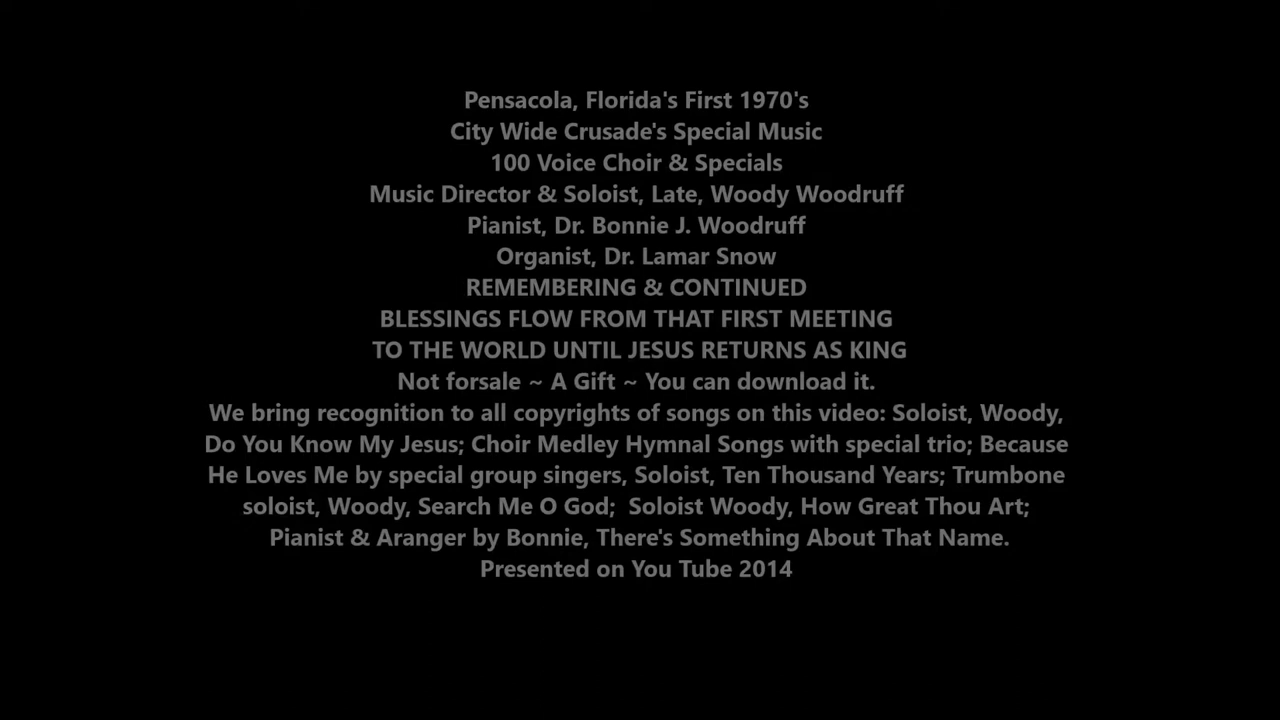 Pensacola, Florida's First 1970's
City Wide Crusade's Special Music
100 Voice Choir & Specials
Music Director & Soloist, Late, Woody Woodruff
Pianist, Dr. Bonnie J. Woodruff
Organist, Dr. Lamar Snow
REMEMBERING & CONTINUED
BLESSINGS FLOW FROM THAT FIRST MEETING
TO THE WORLD UNTIL JESUS RETURNS AS KING
Not forsale ~ A Gift ~ You can download it.
We bring recognition to all copyrights of songs on this video: Soloist, Woody,
Do You Know My Jesus; Choir Medley Hymnal Songs with special trio; Because
He Loves Me by special group singers, Soloist, Ten Thousand Years; Trumbone
soloist, Woody, Search Me O God;  Soloist Woody, How Great Thou Art;
Pianist & Aranger by Bonnie, There's Something About That Name.
Presented on You Tube 2014